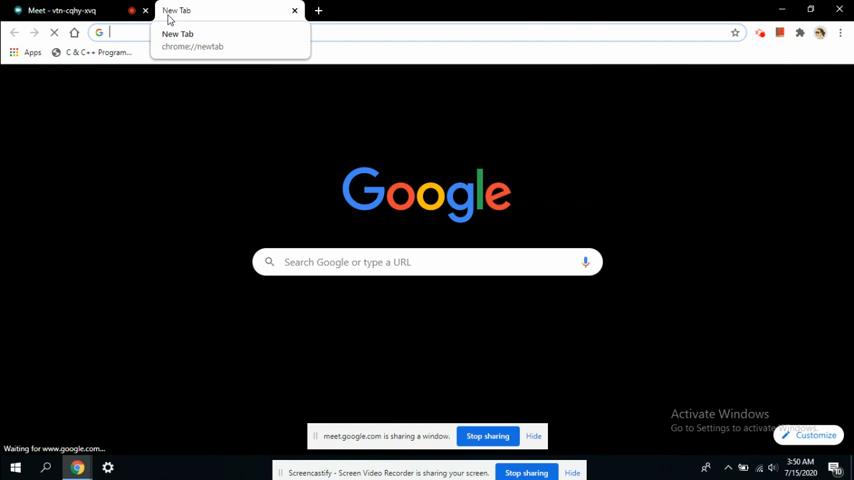 Meet - vtn-cqhy-xvq
New Tab
New Tab
chrome://newtab
Apps
C & C++ Program...
Google
Search Google or type a URL
Activate Windows
Go to Settings to activate Windows.
Customize
meet.google.com is sharing a window.
Stop sharing
Hide
Waiting for www.google.com...
Screencastify - Screen Video Recorder is sharing your screen.
Stop sharing
Hide
3:50 AM
7/15/2020
10